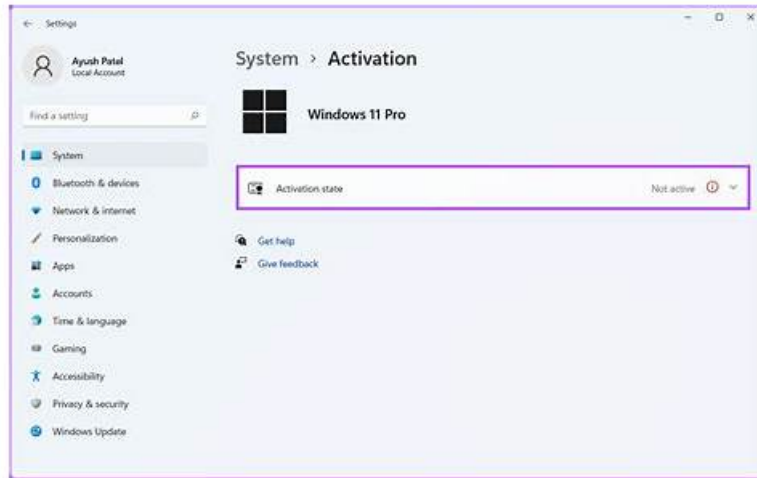 Settings
Ayush Patel
Local Account
Find a setting
System
Bluetooth & devices
Network & internet
Personalization
Apps
Accounts
Time & language
Gaming
Accessibility
Privacy & security
Windows Update
System > Activation
Windows 11 Pro
Activation state Not active
Get help
Give feedback